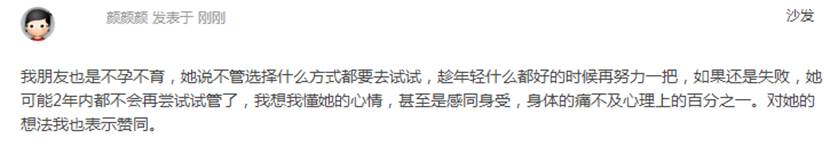 颜颜颜 发表于 刚刚 沙发
我朋友也是不孕不育，她说不管选择什么方式都要去试试，趁年轻什么都好的时候再努力一把，如果还是失败，她
可能2年内都不会再尝试试管了，我想我懂她的心情，甚至是感同身受，身体的痛不及心理上的百分之一。对她的
想法我也表示赞同。